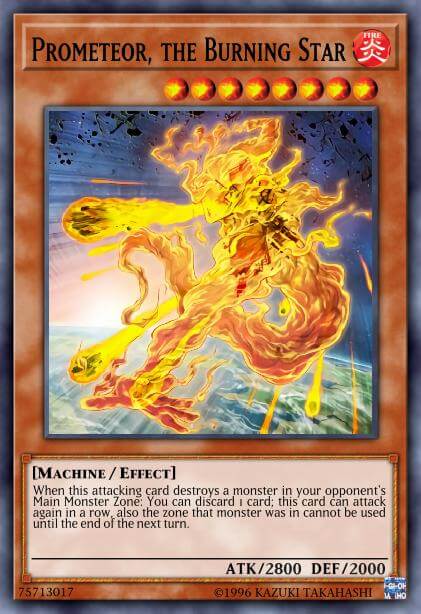 PROMETEOR, THE BURNING STAR
FIRE
炎
[MACHINE / EFFECT]
When this attacking card destroys a monster in your opponent's
Main Monster Zone: You can discard 1 card; this card can attack
again in a row, also the zone that monster was in cannot be used
until the end of the next turn.
ATK/2800 DEF/2000
75713017
©1996 KAZUKI TAKAHASHI